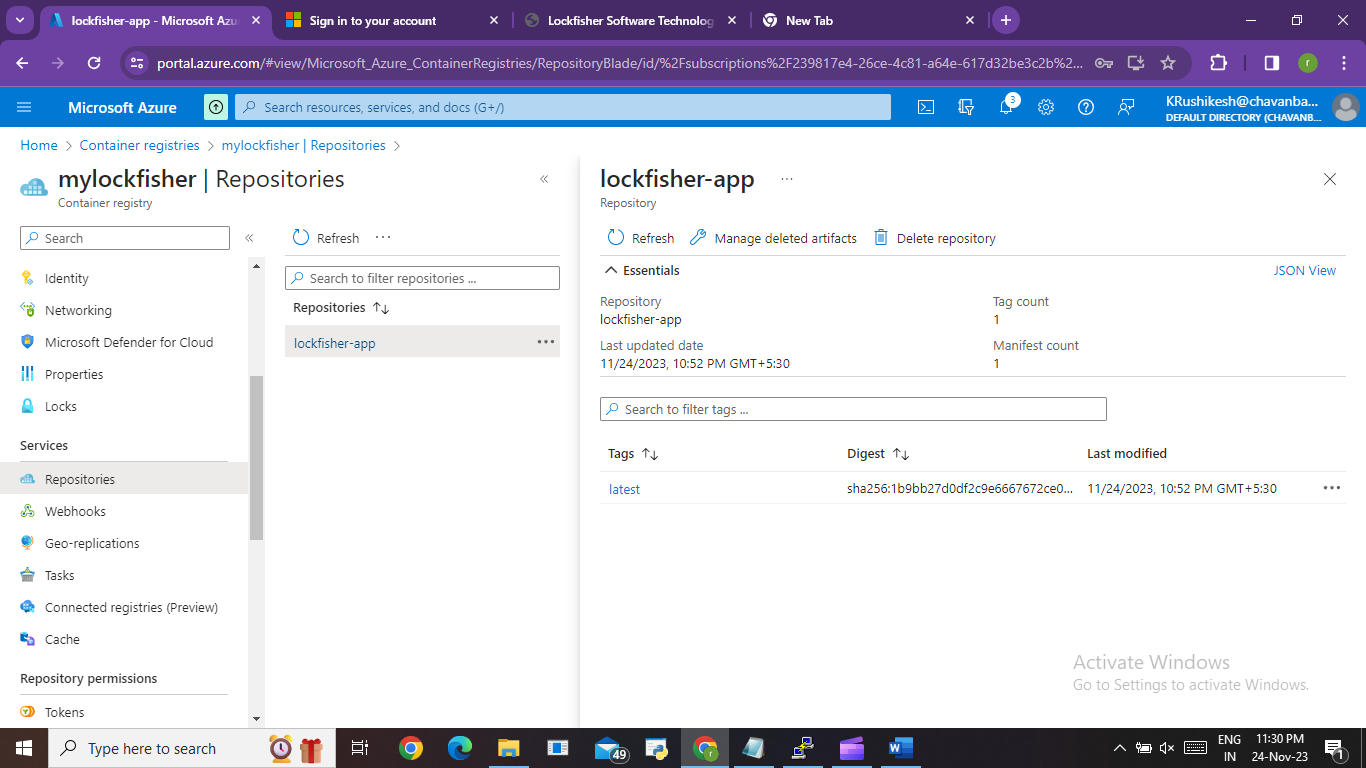 lockfisher-app - Microsoft Az
Sign in to your account
Lockfisher Software Technolog
New Tab
portal.azure.com/#view/Microsoft_Azure_ContainerRegistries/RepositoryBlade/id/%2Fsubscriptions%2F239817e4-26ce-4c81-a64e-617d32be3c2b%2...
r
Microsoft Azure
Search resources, services, and docs (G+/)
3
KRushikesh@chavanba...
DEFAULT DIRECTORY (CHAVANB...
Home > Container registries > mylockfisher | Repositories >
mylockfisher | Repositories
Container registry
Search
Identity
Networking
Microsoft Defender for Cloud
Properties
Locks
Services
Repositories
Webhooks
Geo-replications
Tasks
Connected registries (Preview)
Cache
Repository permissions
Tokens
Refresh
Search to filter repositories ...
Repositories
lockfisher-app
lockfisher-app
Repository
Refresh Manage deleted artifacts Delete repository
Essentials
JSON View
Repository
lockfisher-app
Tag count
1
Last updated date
11/24/2023, 10:52 PM GMT+5:30
Manifest count
1
Search to filter tags ...
Tags Digest Last modified
latest sha256:1b9bb27d0df2c9e6667672ce0... 11/24/2023, 10:52 PM GMT+5:30
Activate Windows
Go to Settings to activate Windows.
Type here to search
49
r
ENG
IN
11:30 PM
24-Nov-23
1